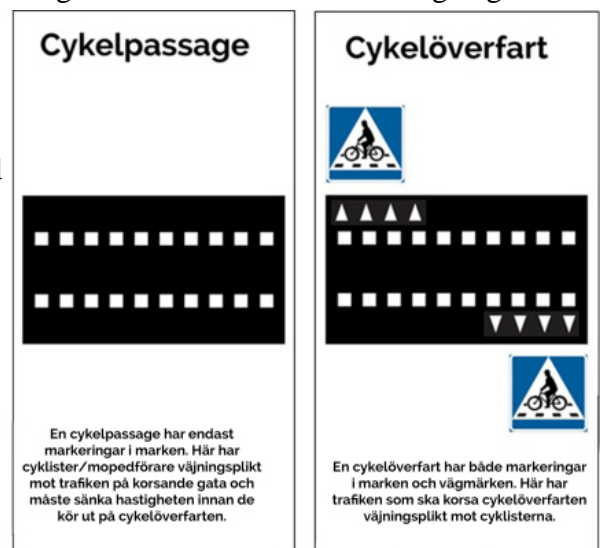 Cykelpassage
En cykelpassage har endast
markeringar i marken. Här har
cyklister/mopedförare väjningsplikt
mot trafiken på korsande gata och
måste sänka hastigheten innan de
kör ut på cykelöverfarten.
Cykelöverfart
En cykelöverfart har både markeringar
i marken och vägmärken. Här har
trafiken som ska korsa cykelöverfarten
väjningsplikt mot cyklisterna.